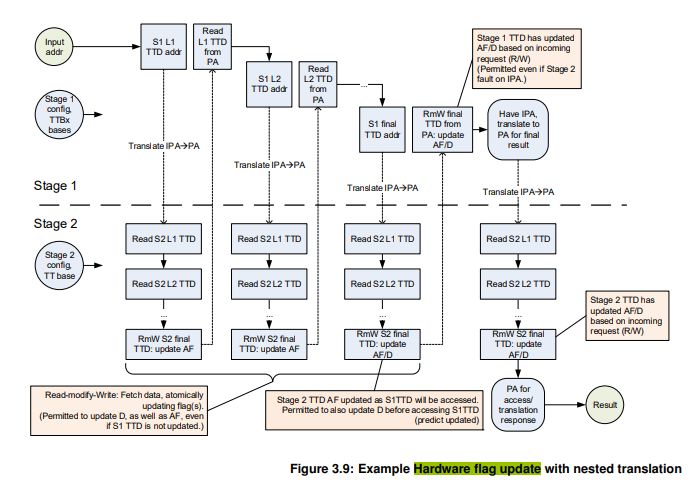 Input
addr
S1 L1
TTD addr
Read
L1 TTD
from
PA
S1 L2
TTD addr
Read
L2 TTD
from
PA
...
S1 final
TTD addr
RmW final
TTD from
PA: update
AF/D
Stage 1 TTD has updated
AF/D based on incoming
request (R/W)
(Permitted even if Stage 2
fault on IPA.)
Have IPA,
translate to
PA for final
result
Stage 1
config,
TTBx
bases
Translate IPA→PA
Translate IPA→PA
Translate IPA→PA
Translate IPA→PA
Stage 1
Stage 2
Stage 2
config,
TT base
Read S2 L1 TTD
Read S2 L2 TTD
...
RmW S2 final
TTD: update AF
Read S2 L1 TTD
Read S2 L2 TTD
...
RmW S2 final
TTD: update AF
Read S2 L1 TTD
Read S2 L2 TTD
...
RmW S2 final
TTD: update
AF/D
Read S2 L1 TTD
Read S2 L2 TTD
...
RmW S2 final
TTD: update
AF/D
Stage 2 TTD has
updated AF/D
based on incoming
request (R/W)
Read-modify-Write: Fetch data, atomically
updating flag(s).
(Permitted to update D, as well as AF, even
if S1 TTD is not updated.)
Stage 2 TTD AF updated as S1TTD will be accessed.
Permitted to also update D before accessing S1TTD
(predict updated)
PA for
access/
translation
response
Result
Figure 3.9: Example Hardware flag update with nested translation